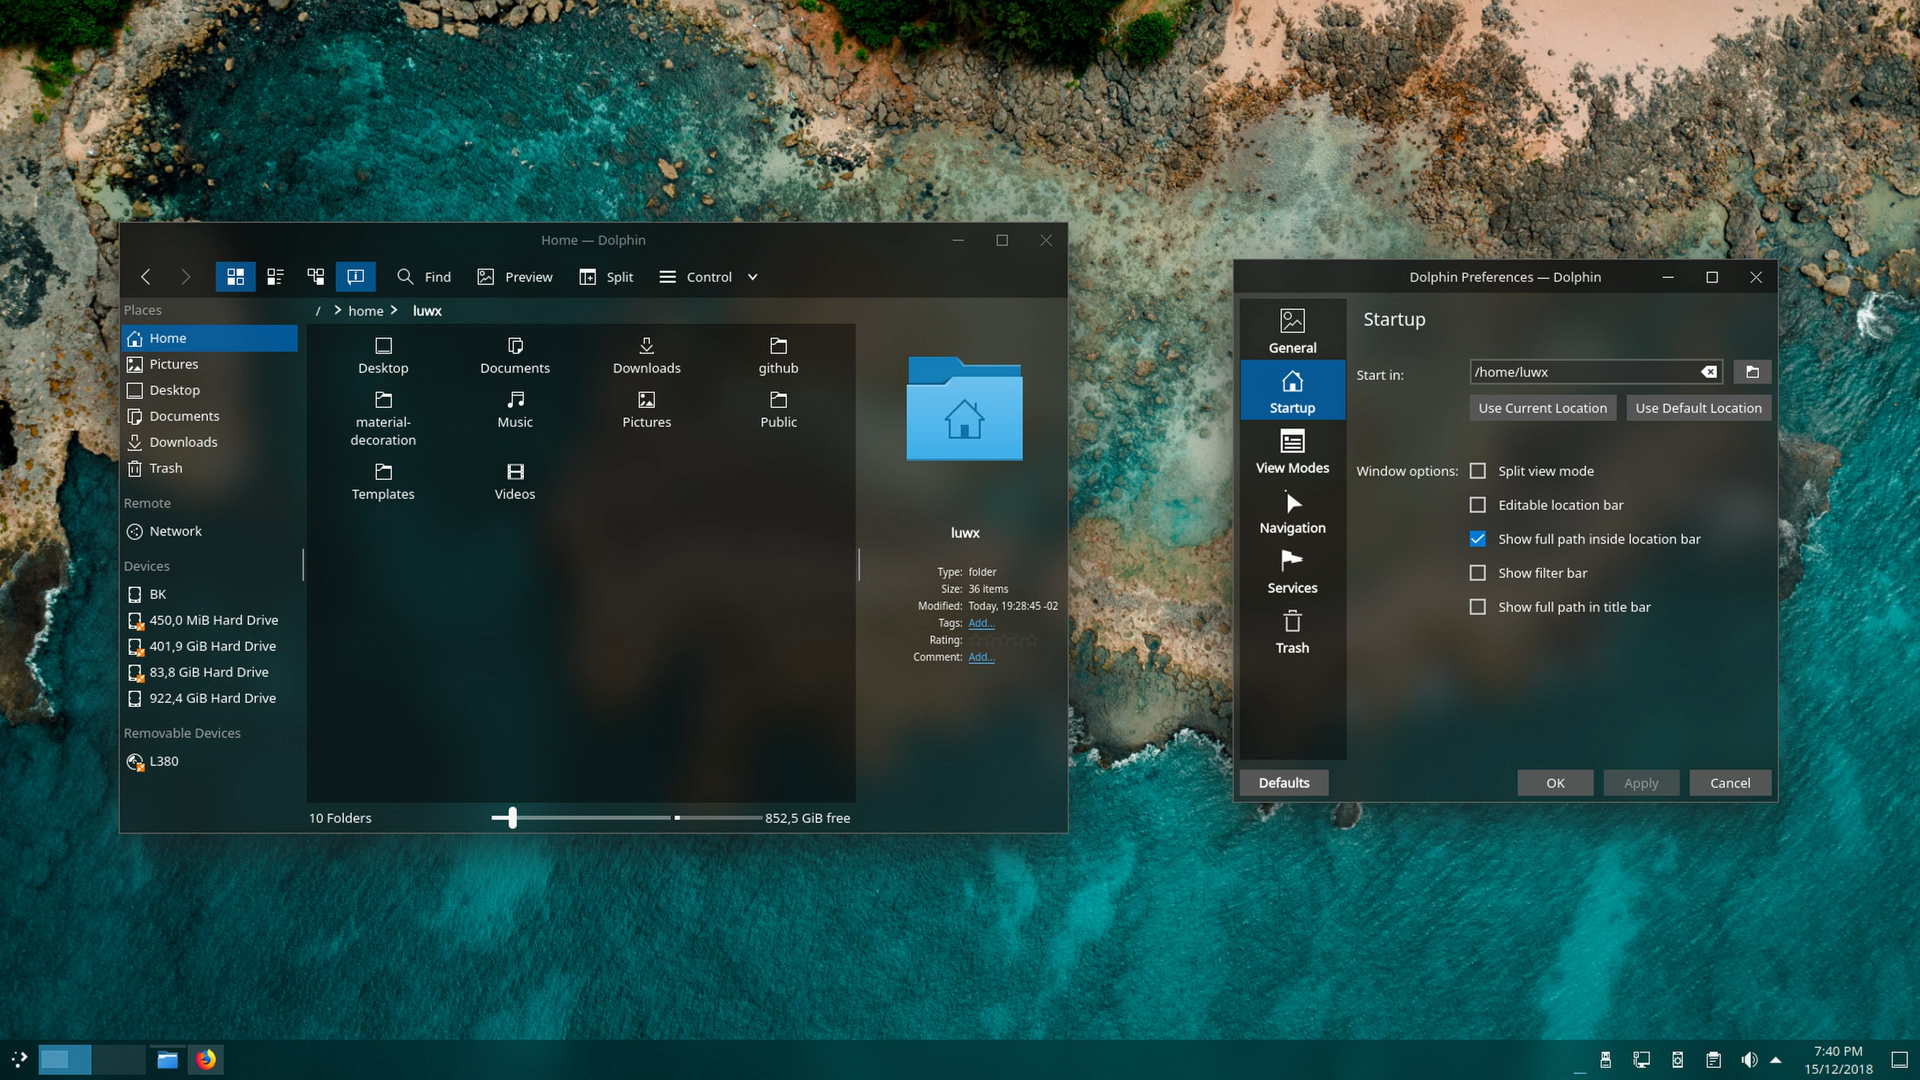 Home — Dolphin
Find
Preview
Split
Control
Places
Home
Pictures
Desktop
Documents
Downloads
Trash
Remote
Network
Devices
BK
450,0 MiB Hard Drive
401,9 GiB Hard Drive
83,8 GiB Hard Drive
922,4 GiB Hard Drive
Removable Devices
L380
/ > home > luwx
Desktop
Documents
Downloads
github
material-
decoration
Music
Pictures
Public
Templates
Videos
10 Folders
852,5 GiB free
luwx
Type: folder
Size: 36 items
Modified: Today, 19:28:45 -02
Tags: Add...
Rating:
Comment: Add...
Dolphin Preferences — Dolphin
General
Startup
View Modes
Navigation
Services
Trash
Startup
Start in: /home/luwx
Use Current Location
Use Default Location
Window options:
Split view mode
Editable location bar
Show full path inside location bar
Show filter bar
Show full path in title bar
Defaults
OK
Apply
Cancel
7:40 PM
15/12/2018